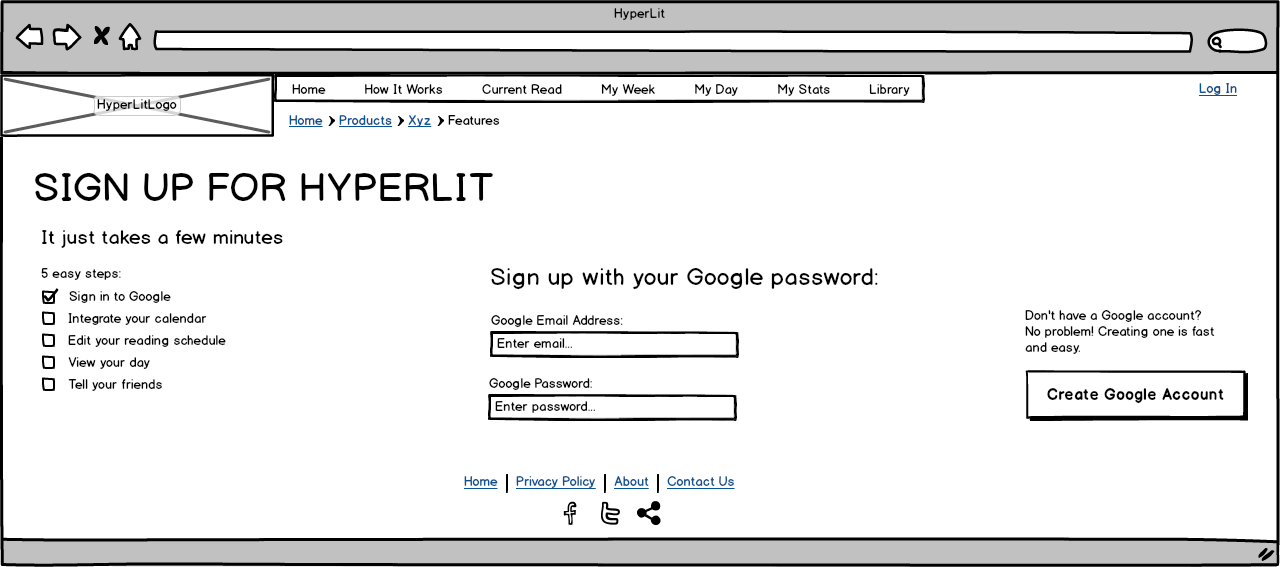 HyperLit
HyperLitLogo
Home How It Works Current Read My Week My Day My Stats Library
Log In
Home Products Xyz Features
SIGN UP FOR HYPERLIT
It just takes a few minutes
5 easy steps:
Sign in to Google
Integrate your calendar
Edit your reading schedule
View your day
Tell your friends
Sign up with your Google password:
Google Email Address:
Enter email...
Google Password:
Enter password...
Don't have a Google account?
No problem! Creating one is fast
and easy.
Create Google Account
Home Privacy Policy About Contact Us